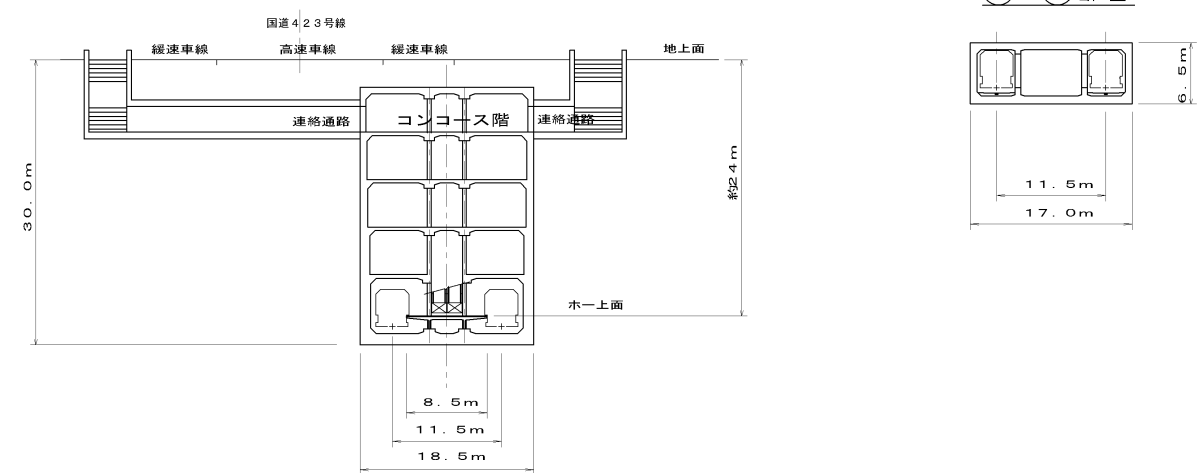 国道４２３号線
緩速車線
高速車線
緩速車線
地上面
連絡通路
コンコース階
連絡通路
３０．０ｍ
約２４ｍ
ホーム面
８．５ｍ
１１．５ｍ
１８．５ｍ
６．５ｍ
１１．５ｍ
１７．０ｍ